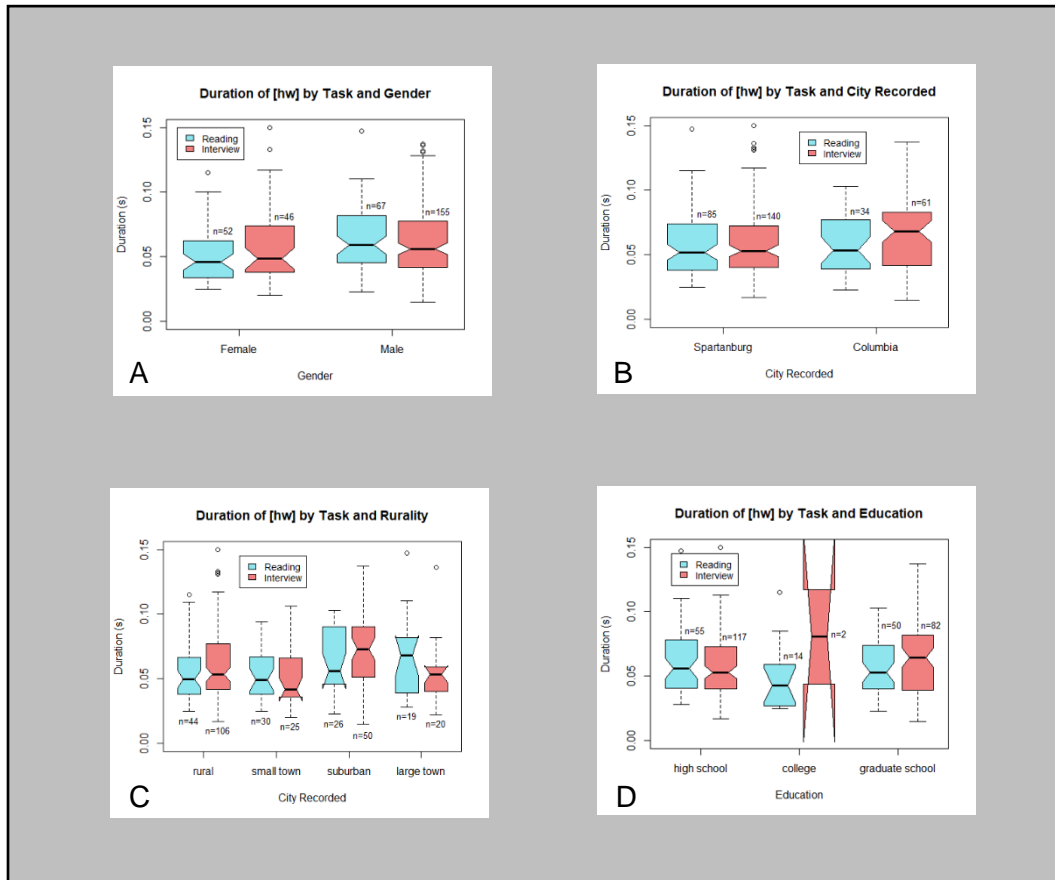 Duration of [hw] by Task and Gender
Duration (s)
0.15
0.10
0.05
0.00
Reading
Interview
n=52
n=46
n=67
n=155
Female
Male
Gender
A
Duration of [hw] by Task and City Recorded
Duration (s)
0.15
0.10
0.05
0.00
Reading
Interview
n=85
n=140
n=34
n=61
Spartanburg
Columbia
City Recorded
B
Duration of [hw] by Task and Rurality
Duration (s)
0.15
0.10
0.05
0.00
Reading
Interview
n=44
n=106
n=30
n=25
n=26
n=50
n=19
n=20
rural
small town
suburban
large town
City Recorded
C
Duration of [hw] by Task and Education
Duration (s)
0.15
0.10
0.05
0.00
Reading
Interview
n=55
n=117
n=14
n=2
n=50
n=82
high school
college
graduate school
Education
D